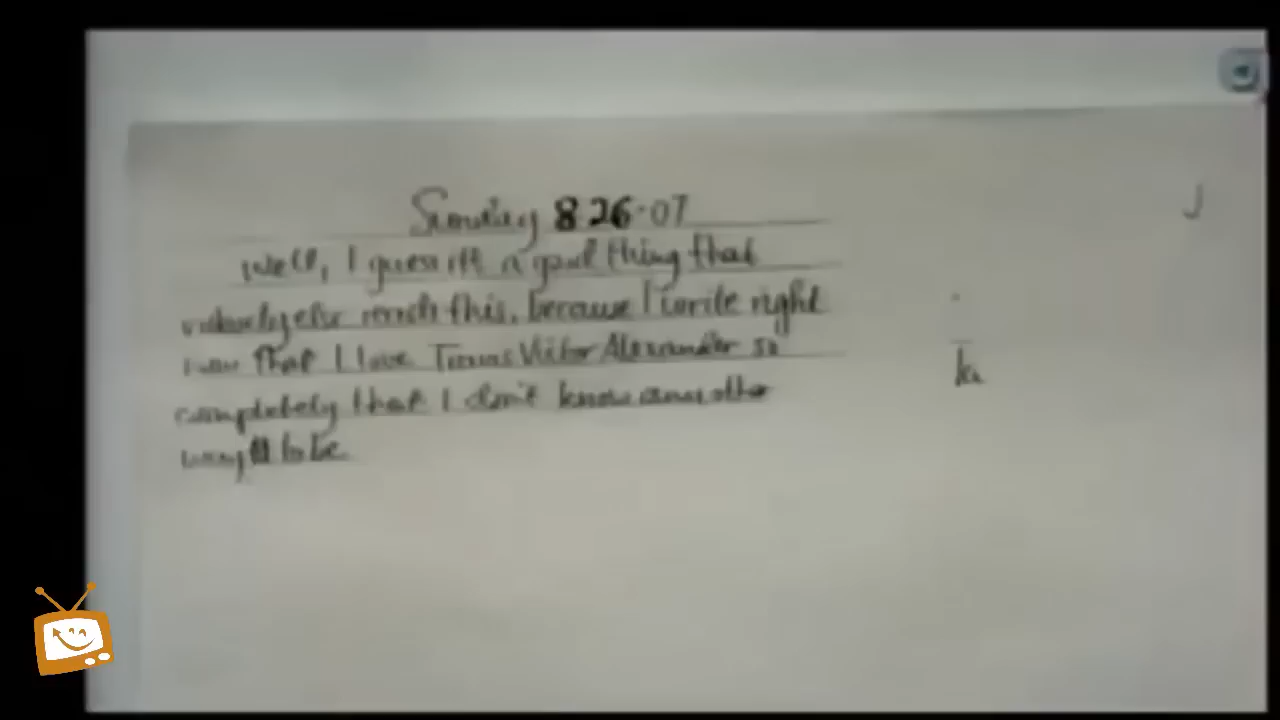 Sunday 8 26-07
Well, I guess it's a good thing that
nobody else reads this, because I write right
now that I love Travis Victor Alexander so
completely that I don't know any other
way to be
J